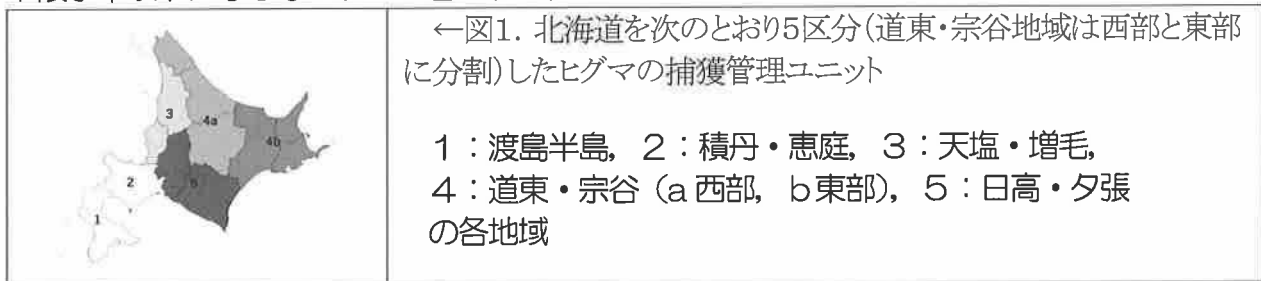 ←図1. 北海道を次のとおり5区分(道東・宗谷地域は西部と東部
に分割)したヒグマの捕獲管理ユニット
1:渡島半島, 2:積丹・恵庭, 3:天塩・増毛,
4:道東・宗谷(a西部, b東部), 5:日高・夕張
の各地域
3
4a
4b
2
5
1